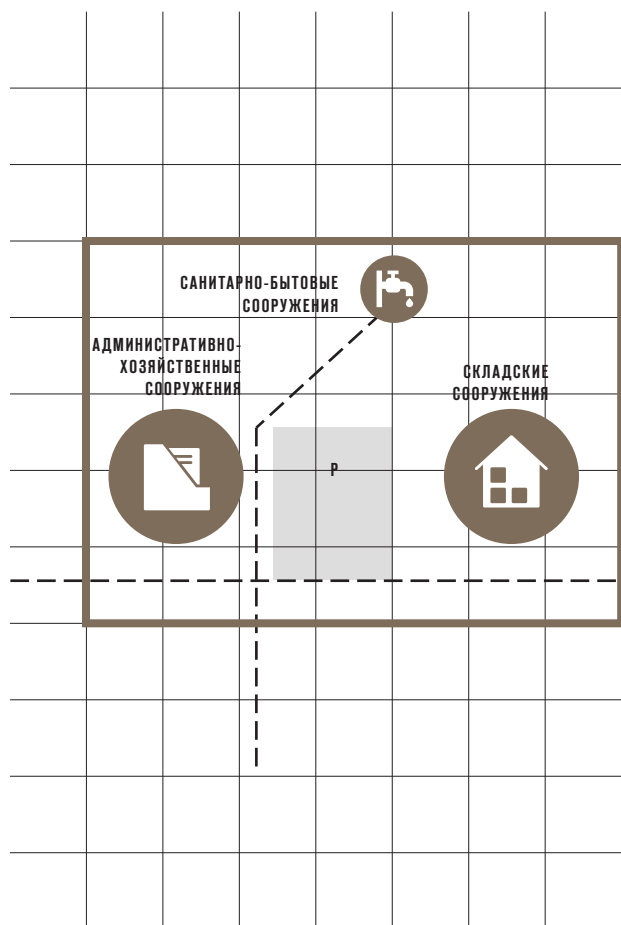 САНИТАРНО-БЫТОВЫЕ
СООРУЖЕНИЯ
АДМИНИСТРАТИВНО-
ХОЗЯЙСТВЕННЫЕ
СООРУЖЕНИЯ
СКЛАДСКИЕ
СООРУЖЕНИЯ
Р